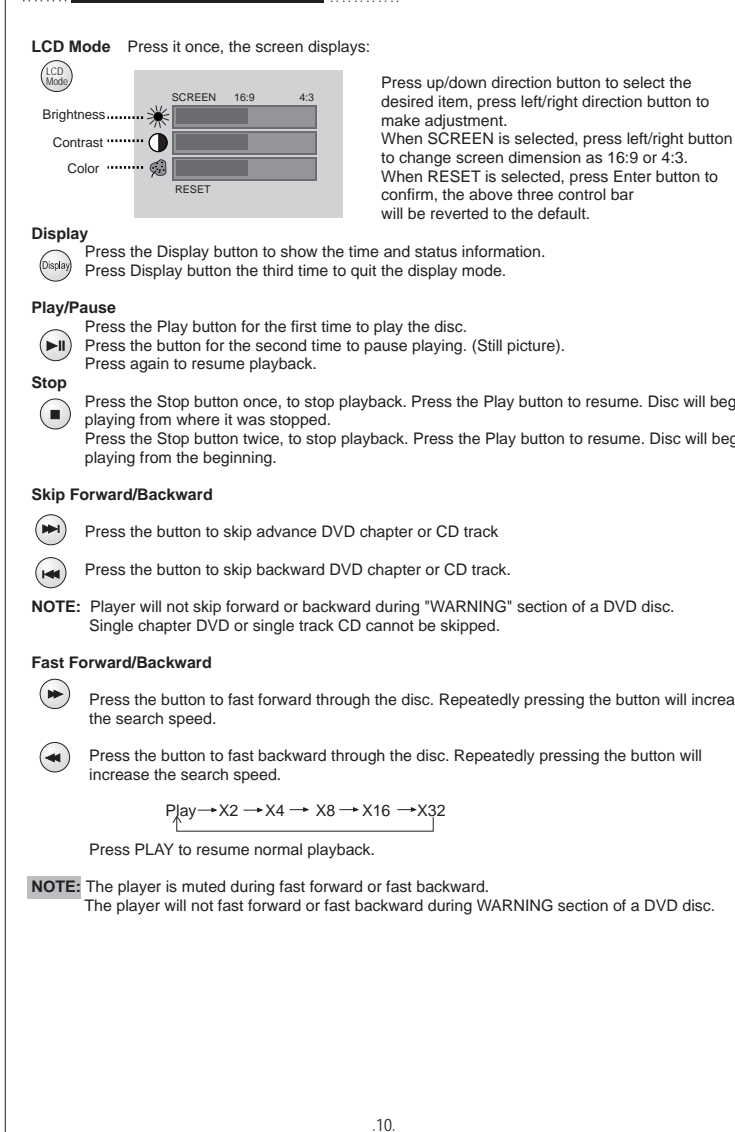 LCD Mode Press it once, the screen displays:
LCD
Mode
SCREEN 16:9 4:3
Brightness
Contrast
Color
RESET
Press up/down direction button to select the
desired item, press left/right direction button to
make adjustment.
When SCREEN is selected, press left/right button
to change screen dimension as 16:9 or 4:3.
When RESET is selected, press Enter button to
confirm, the above three control bar
will be reverted to the default.
Display
Display
Press the Display button to show the time and status information.
Press Display button the third time to quit the display mode.
Play/Pause
Press the Play button for the first time to play the disc.
Press the button for the second time to pause playing. (Still picture).
Press again to resume playback.
Stop
Press the Stop button once, to stop playback. Press the Play button to resume. Disc will beg
playing from where it was stopped.
Press the Stop button twice, to stop playback. Press the Play button to resume. Disc will beg
playing from the beginning.
Skip Forward/Backward
Press the button to skip advance DVD chapter or CD track
Press the button to skip backward DVD chapter or CD track.
NOTE: Player will not skip forward or backward during "WARNING" section of a DVD disc.
Single chapter DVD or single track CD cannot be skipped.
Fast Forward/Backward
Press the button to fast forward through the disc. Repeatedly pressing the button will increa
the search speed.
Press the button to fast backward through the disc. Repeatedly pressing the button will
increase the search speed.
Play→X2→X4→X8→X16→X32
Press PLAY to resume normal playback.
NOTE: The player is muted during fast forward or fast backward.
The player will not fast forward or fast backward during WARNING section of a DVD disc.
.10.